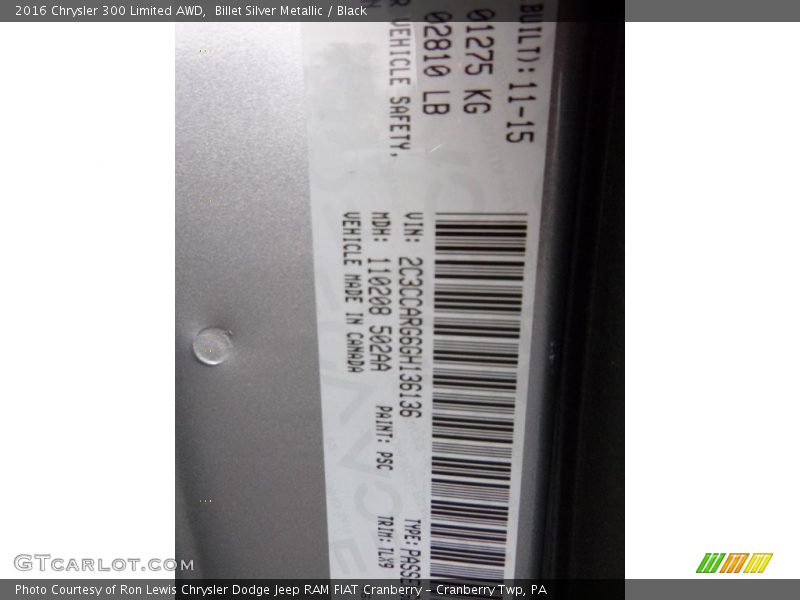 2016 Chrysler 300 Limited AWD,  Billet Silver Metallic / Black
BUILT): 11-15
01275 KG
02810 LB
R VEHICLE SAFETY,
VIN: 2C3CCARG6GH136136
TYPE: PASSE
MDH: 110208 502AA
PAINT: PSC
TRIM: TLX9
VEHICLE MADE IN CANADA
GTCARLOT.COM
Photo Courtesy of Ron Lewis Chrysler Dodge Jeep RAM FIAT Cranberry - Cranberry Twp, PA